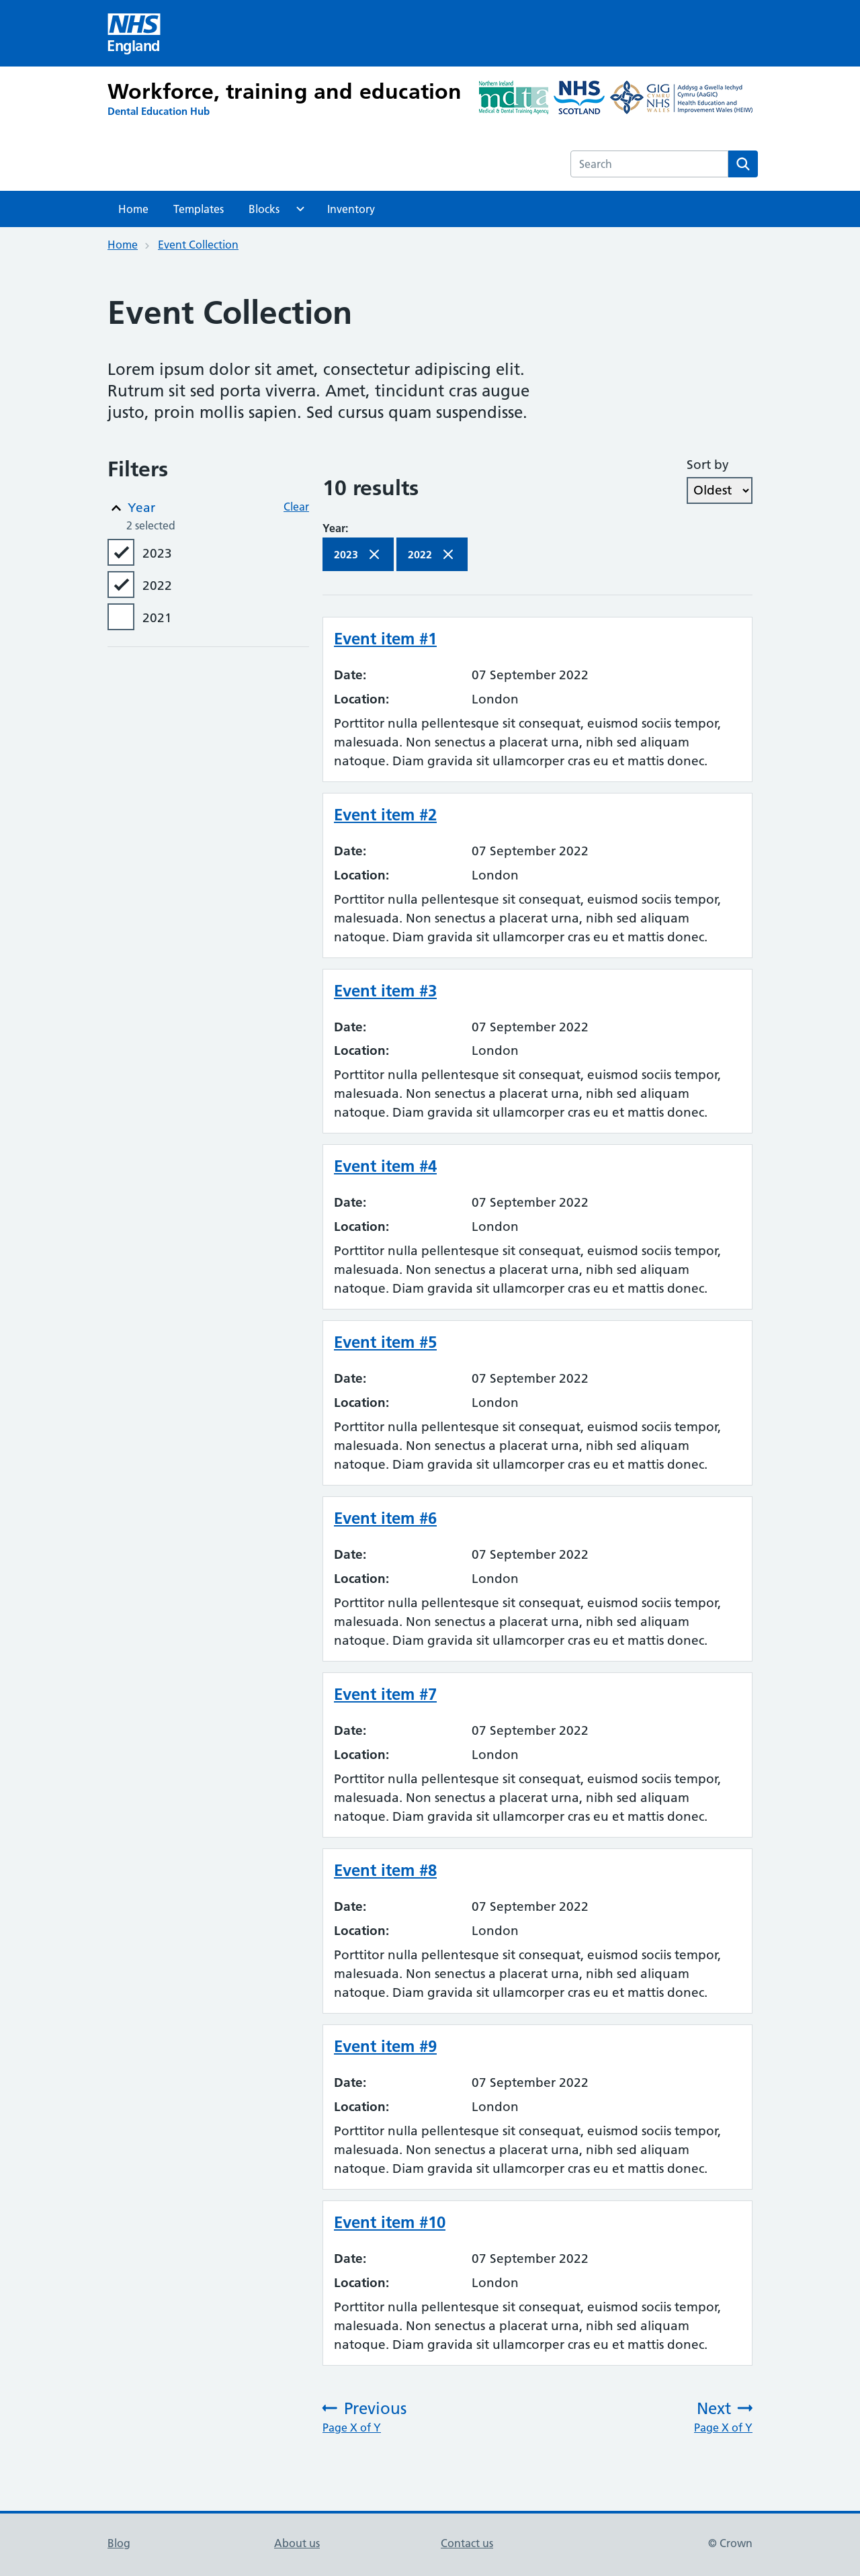 NHS
England
Workforce, training and education
Dental Education Hub
Northern Ireland
mdta
Medical & Dental Training Agency
NHS
SCOTLAND
GIG
CYMRU
NHS
WALES
Addysg a Gwella Iechyd
Cymru (AaGIC)
Health Education and
Improvement Wales (HEIW)
Search
Home
Templates
Blocks
Inventory
Home
Event Collection
Event Collection
Lorem ipsum dolor sit amet, consectetur adipiscing elit.
Rutrum sit sed porta viverra. Amet, tincidunt cras augue
justo, proin mollis sapien. Sed cursus quam suspendisse.
Filters
Year
Clear
2 selected
2023
2022
2021
10 results
Sort by
Oldest
Year:
2023
2022
Event item #1
Date: 07 September 2022
Location: London
Porttitor nulla pellentesque sit consequat, euismod sociis tempor,
malesuada. Non senectus a placerat urna, nibh sed aliquam
natoque. Diam gravida sit ullamcorper cras eu et mattis donec.
Event item #2
Date: 07 September 2022
Location: London
Porttitor nulla pellentesque sit consequat, euismod sociis tempor,
malesuada. Non senectus a placerat urna, nibh sed aliquam
natoque. Diam gravida sit ullamcorper cras eu et mattis donec.
Event item #3
Date: 07 September 2022
Location: London
Porttitor nulla pellentesque sit consequat, euismod sociis tempor,
malesuada. Non senectus a placerat urna, nibh sed aliquam
natoque. Diam gravida sit ullamcorper cras eu et mattis donec.
Event item #4
Date: 07 September 2022
Location: London
Porttitor nulla pellentesque sit consequat, euismod sociis tempor,
malesuada. Non senectus a placerat urna, nibh sed aliquam
natoque. Diam gravida sit ullamcorper cras eu et mattis donec.
Event item #5
Date: 07 September 2022
Location: London
Porttitor nulla pellentesque sit consequat, euismod sociis tempor,
malesuada. Non senectus a placerat urna, nibh sed aliquam
natoque. Diam gravida sit ullamcorper cras eu et mattis donec.
Event item #6
Date: 07 September 2022
Location: London
Porttitor nulla pellentesque sit consequat, euismod sociis tempor,
malesuada. Non senectus a placerat urna, nibh sed aliquam
natoque. Diam gravida sit ullamcorper cras eu et mattis donec.
Event item #7
Date: 07 September 2022
Location: London
Porttitor nulla pellentesque sit consequat, euismod sociis tempor,
malesuada. Non senectus a placerat urna, nibh sed aliquam
natoque. Diam gravida sit ullamcorper cras eu et mattis donec.
Event item #8
Date: 07 September 2022
Location: London
Porttitor nulla pellentesque sit consequat, euismod sociis tempor,
malesuada. Non senectus a placerat urna, nibh sed aliquam
natoque. Diam gravida sit ullamcorper cras eu et mattis donec.
Event item #9
Date: 07 September 2022
Location: London
Porttitor nulla pellentesque sit consequat, euismod sociis tempor,
malesuada. Non senectus a placerat urna, nibh sed aliquam
natoque. Diam gravida sit ullamcorper cras eu et mattis donec.
Event item #10
Date: 07 September 2022
Location: London
Porttitor nulla pellentesque sit consequat, euismod sociis tempor,
malesuada. Non senectus a placerat urna, nibh sed aliquam
natoque. Diam gravida sit ullamcorper cras eu et mattis donec.
Previous
Page X of Y
Next
Page X of Y
Blog
About us
Contact us
© Crown